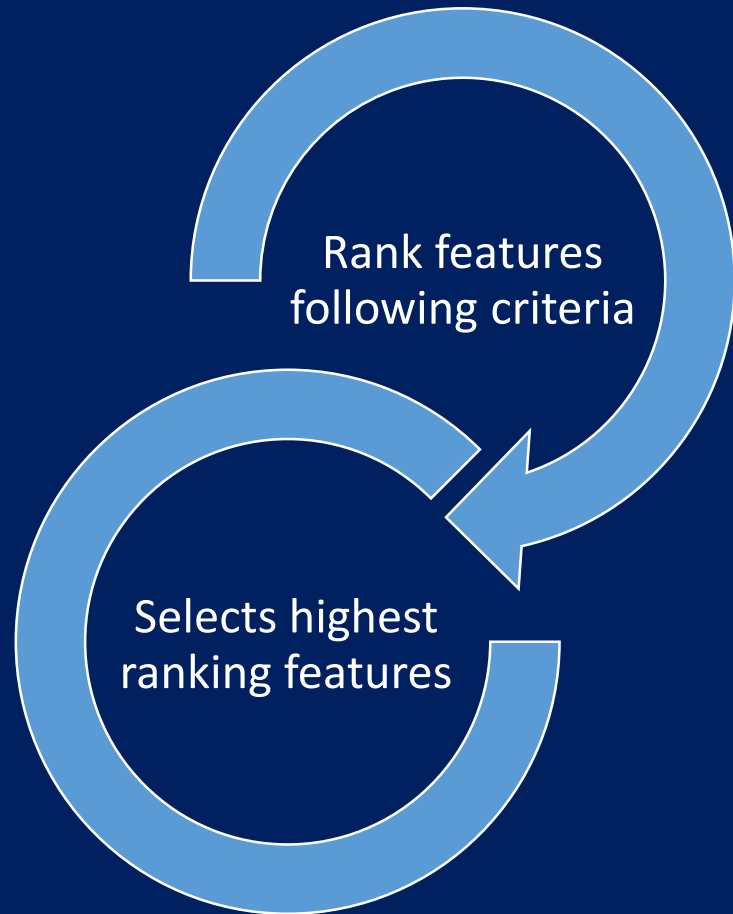 Rank features
following criteria
Selects highest
ranking features